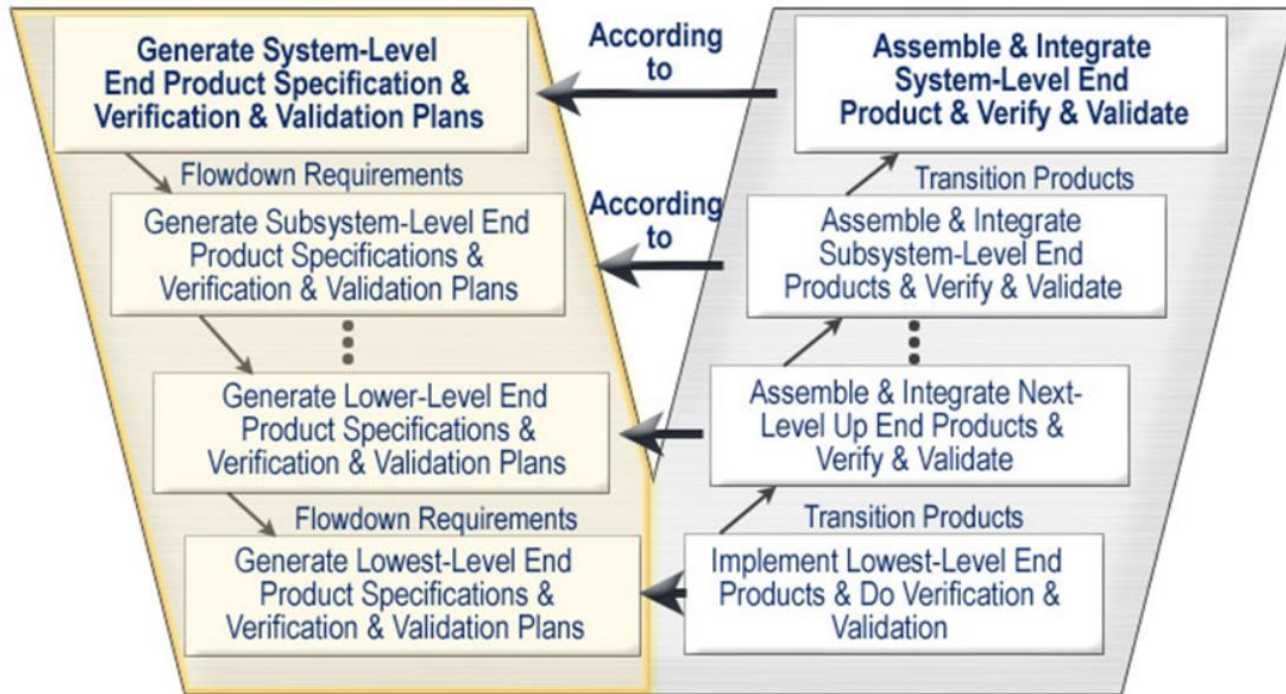 Generate System-Level
End Product Specification &
Verification & Validation Plans
According
to
Assemble & Integrate
System-Level End
Product & Verify & Validate
Flowdown Requirements
Transition Products
Generate Subsystem-Level End
Product Specifications &
Verification & Validation Plans
According
to
Assemble & Integrate
Subsystem-Level End
Products & Verify & Validate
Generate Lower-Level End
Product Specifications &
Verification & Validation Plans
Assemble & Integrate Next-
Level Up End Products &
Verify & Validate
Flowdown Requirements
Transition Products
Generate Lowest-Level End
Product Specifications &
Verification & Validation Plans
Implement Lowest-Level End
Products & Do Verification &
Validation